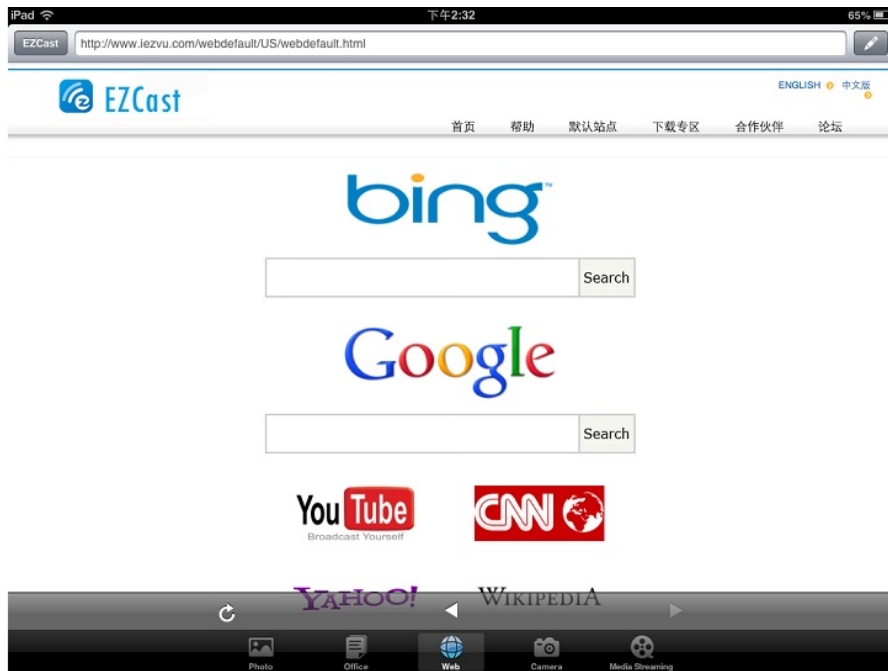 iPad 下午2:32 65%
EZCast http://www.iezvu.com/webdefault/US/webdefault.html
EZCast
ENGLISH 中文版
首页 帮助 默认站点 下载专区 合作伙伴 论坛
bing™
Search
Google
Search
YouTube CNN
Broadcast Yourself
YAHOO! WIKIPEDIA
Photo Office Web Camera Media Streaming